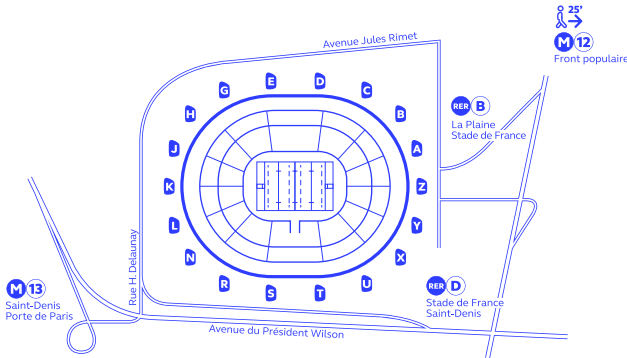 25'
M 12
Front populaire
Avenue Jules Rimet
E D
G C
H B
RER B
La Plaine
Stade de France
J A
K Z
L Y
N X
Rue H. Delaunay
R U
S T
M 13
Saint-Denis
Porte de Paris
RER D
Stade de France
Saint-Denis
Avenue du Président Wilson